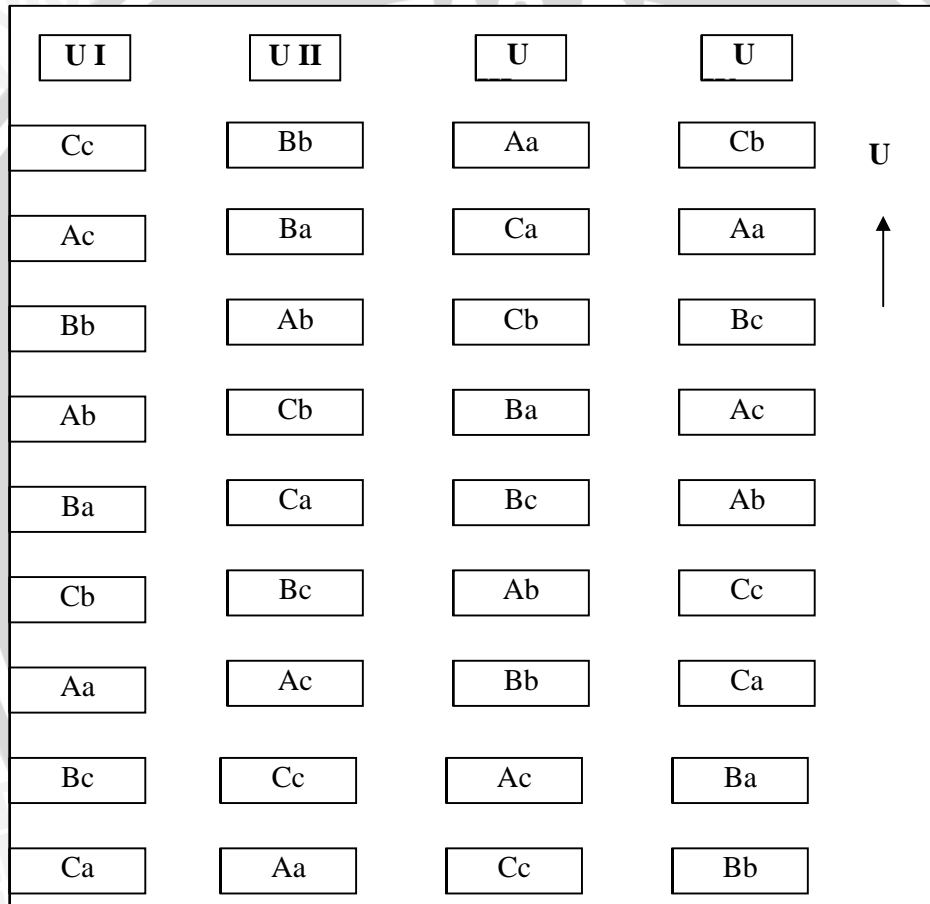 U I U II U U
Cc Bb Aa Cb U
Ac Ba Ca Aa
Bb Ab Cb Bc
Ab Cb Ba Ac
Ba Ca Bc Ab
Cb Bc Ab Cc
Aa Ac Bb Ca
Bc Cc Ac Ba
Ca Aa Cc Bb